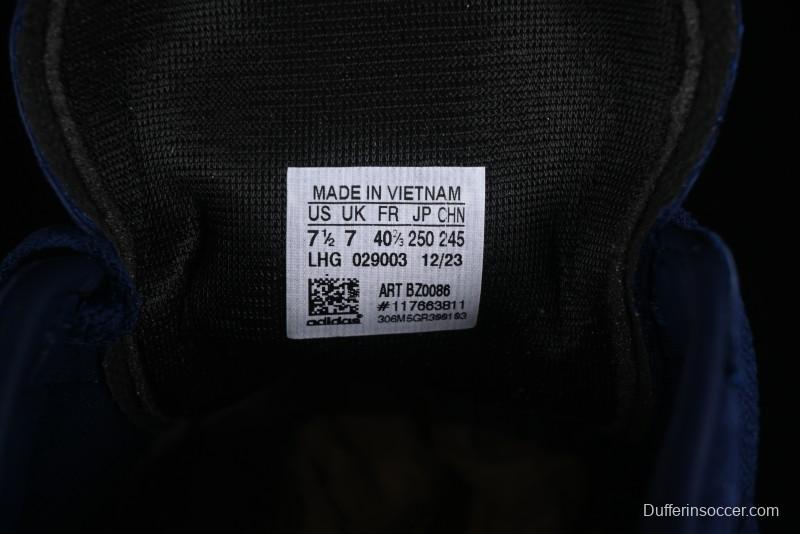 MADE IN VIETNAM
US UK FR JP CHN
7½ 7 40⅔ 250 245
LHG 029003 12/23
ART BZ0086
#117663811
adidas
Dufferinsoccer.com